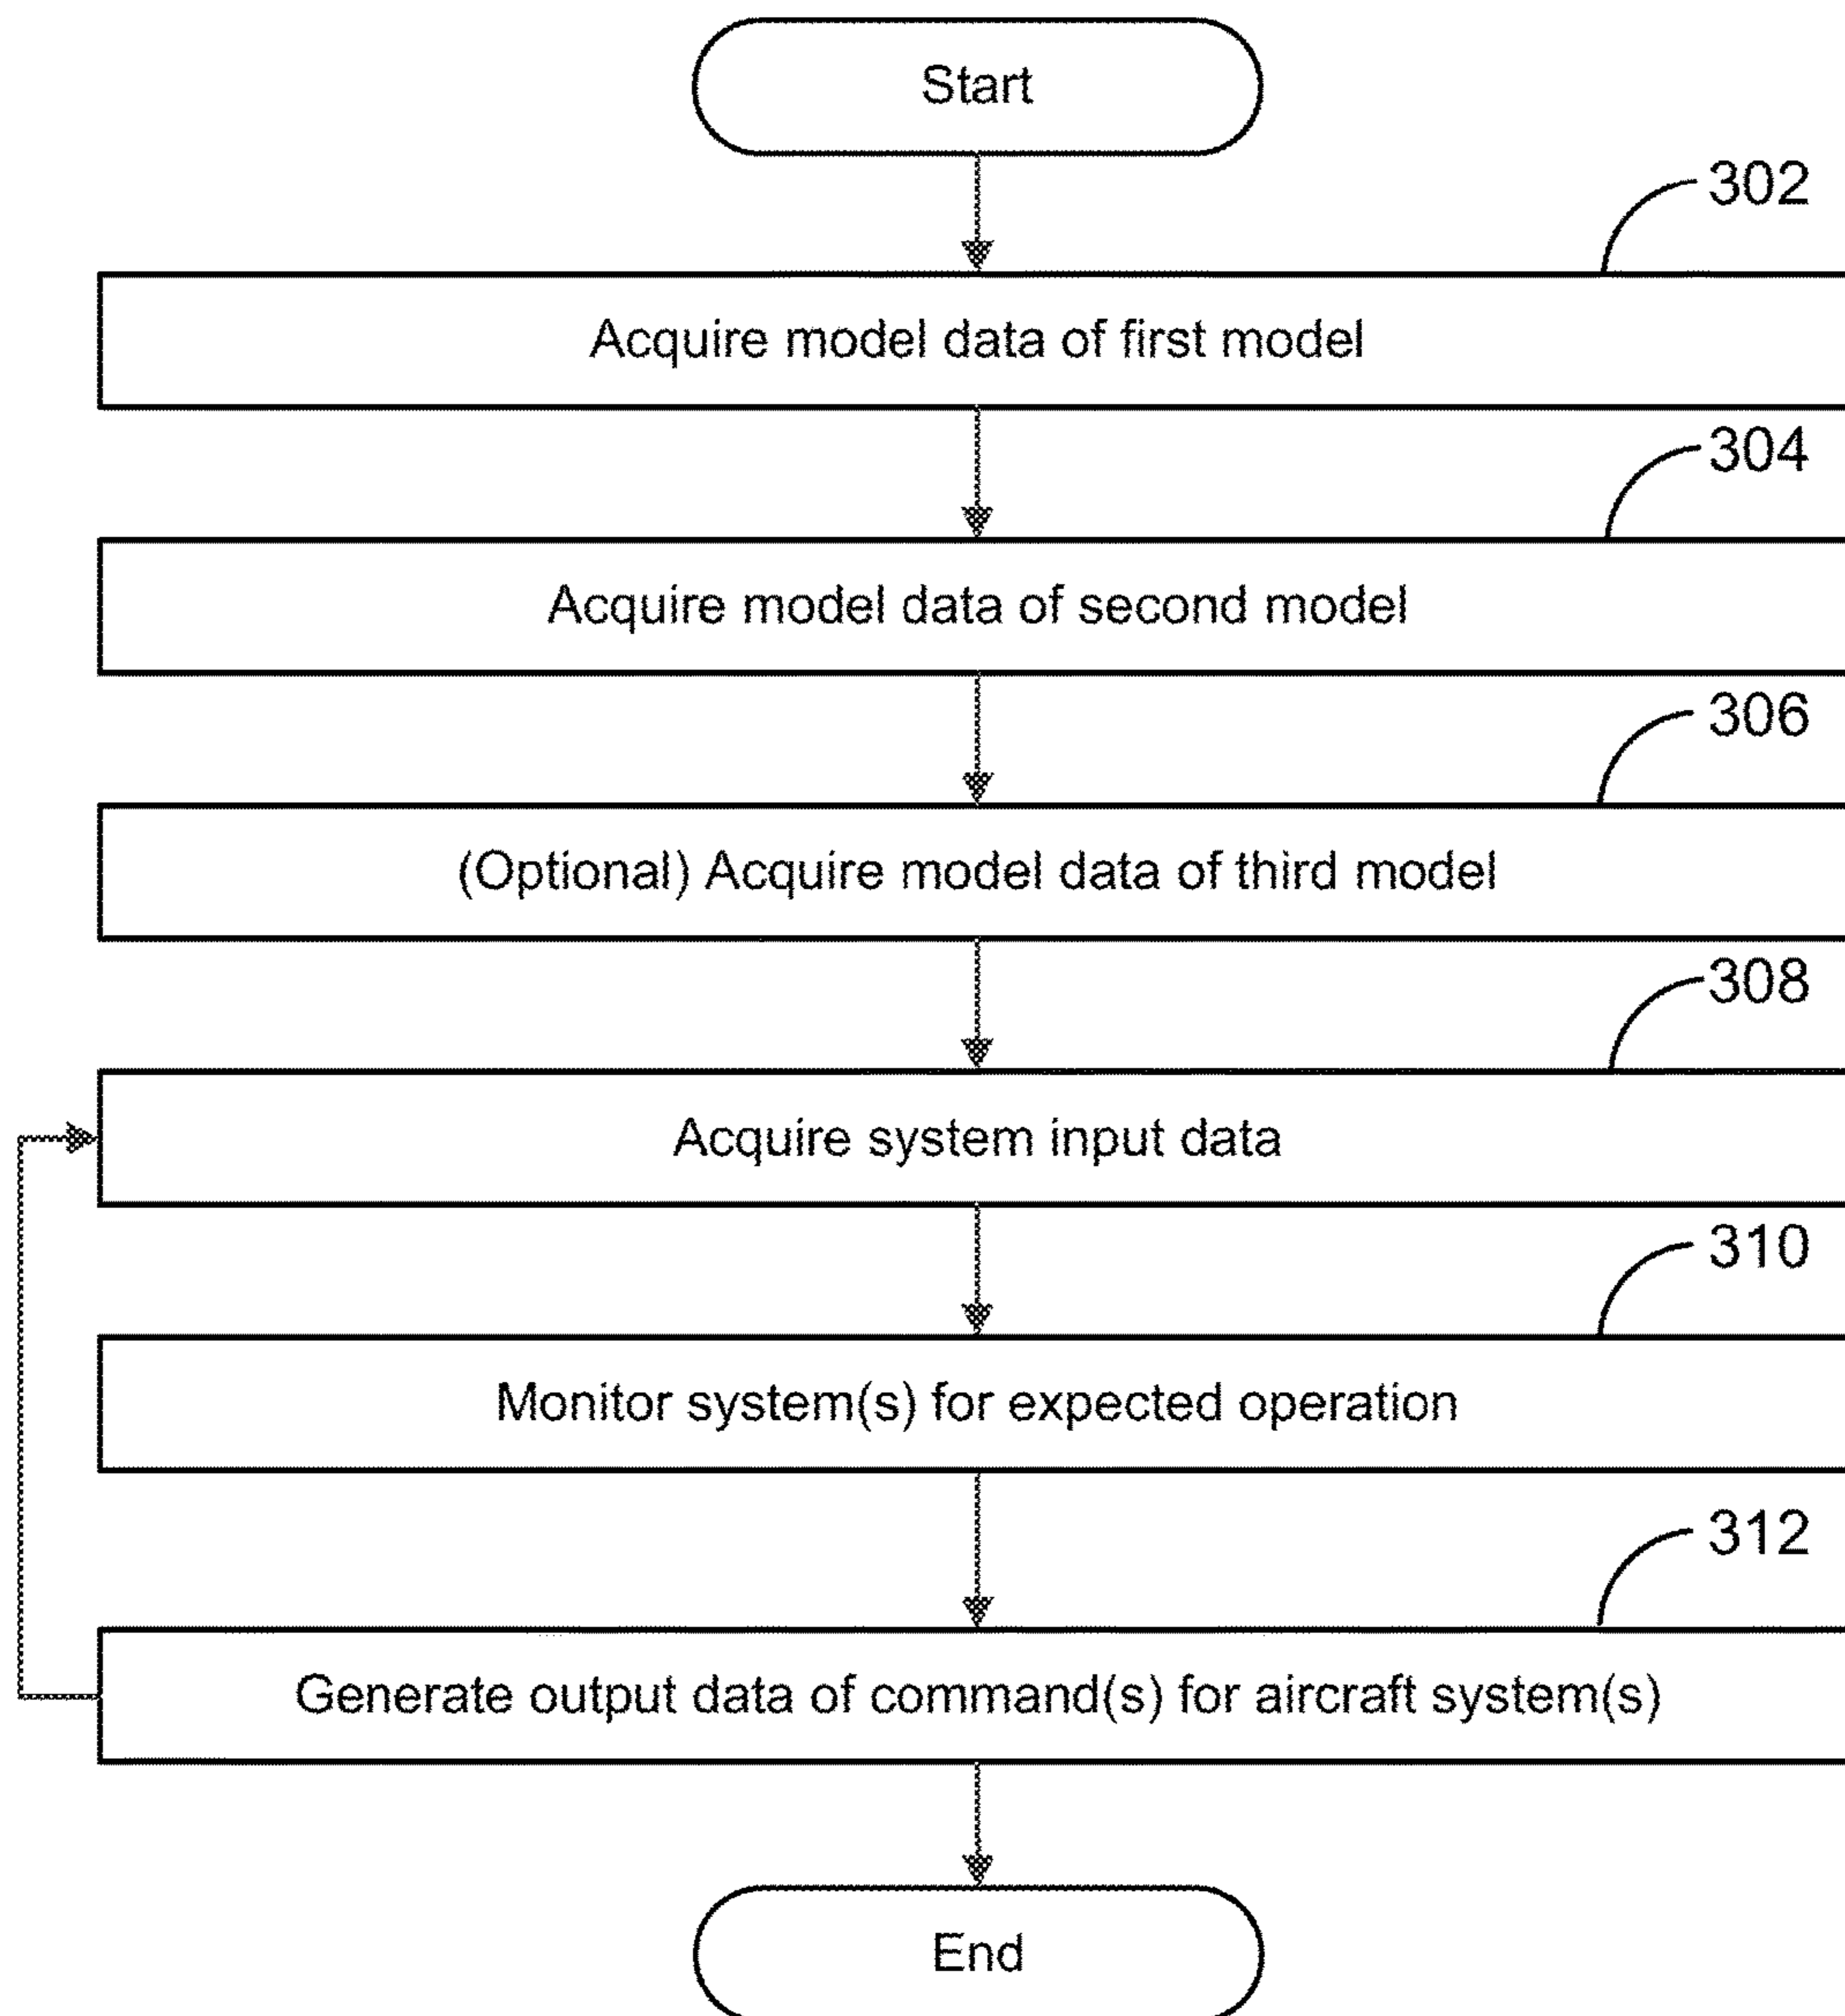 Start
302
Acquire model data of first model
304
Acquire model data of second model
306
(Optional) Acquire model data of third model
308
Acquire system input data
310
Monitor system(s) for expected operation
312
Generate output data of command(s) for aircraft system(s)
End